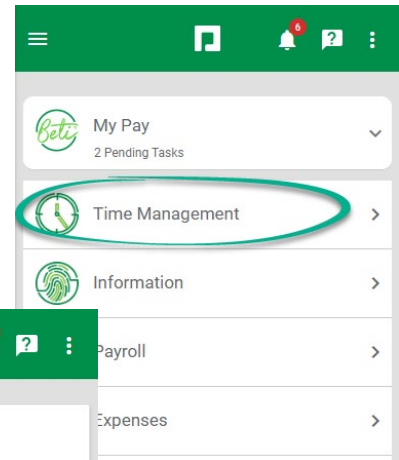 6
?
Beti
My Pay
2 Pending Tasks
Time Management
Information
?
Payroll
Expenses